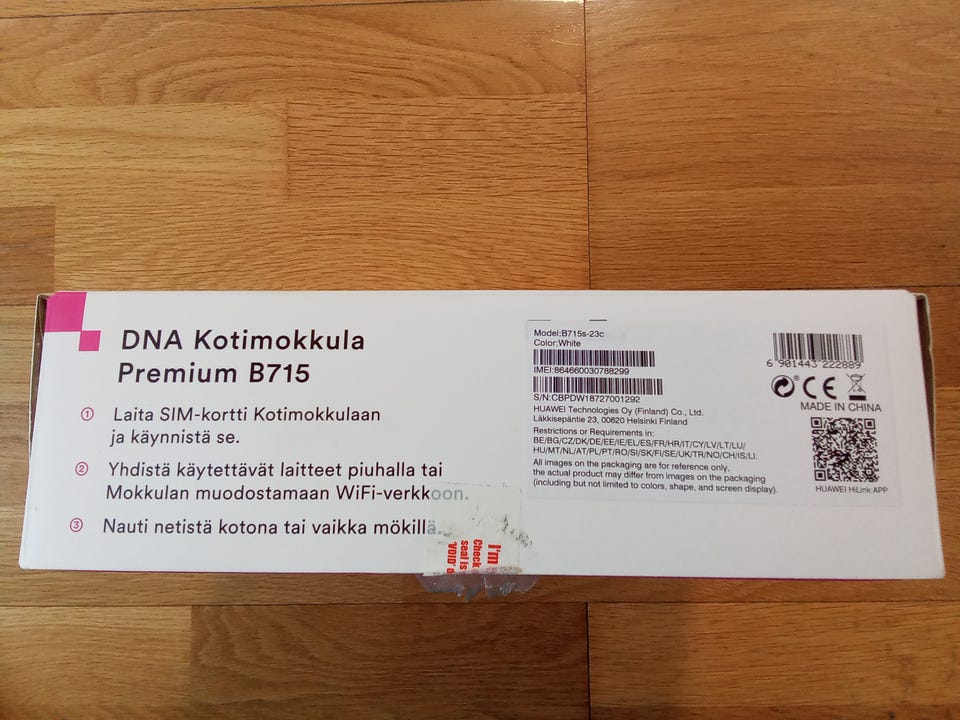 DNA Kotimokkula
Premium B715
1 Laita SIM-kortti Kotimokkulaan
ja käynnistä se.
2 Yhdistä käytettävät laitteet piuhalla tai
Mokkulan muodostamaan WiFi-verkkoon.
3 Nauti netistä kotona tai vaikka mökillä.
I'm
Check
seal is
VOID
Model:B715s-23c
Color:White
IMEI:864660030788299
S/N:CBPDW18727001292
HUAWEI Technologies Oy (Finland) Co., Ltd.
Läkkisepäntie 23, 00620 Helsinki Finland
Restrictions or Requirements in:
BE/BG/CZ/DK/DE/EE/IE/EL/ES/FR/HR/IT/CY/LV/LT/LU/
HU/MT/NL/AT/PL/PT/RO/SI/SK/FI/SE/UK/TR/NO/CH/IS/LI.
All images on the packaging are for reference only,
the actual product may differ from images on the packaging
(including but not limited to colors, shape, and screen display).
6 901443 222889
CE
MADE IN CHINA
HUAWEI HiLink APP